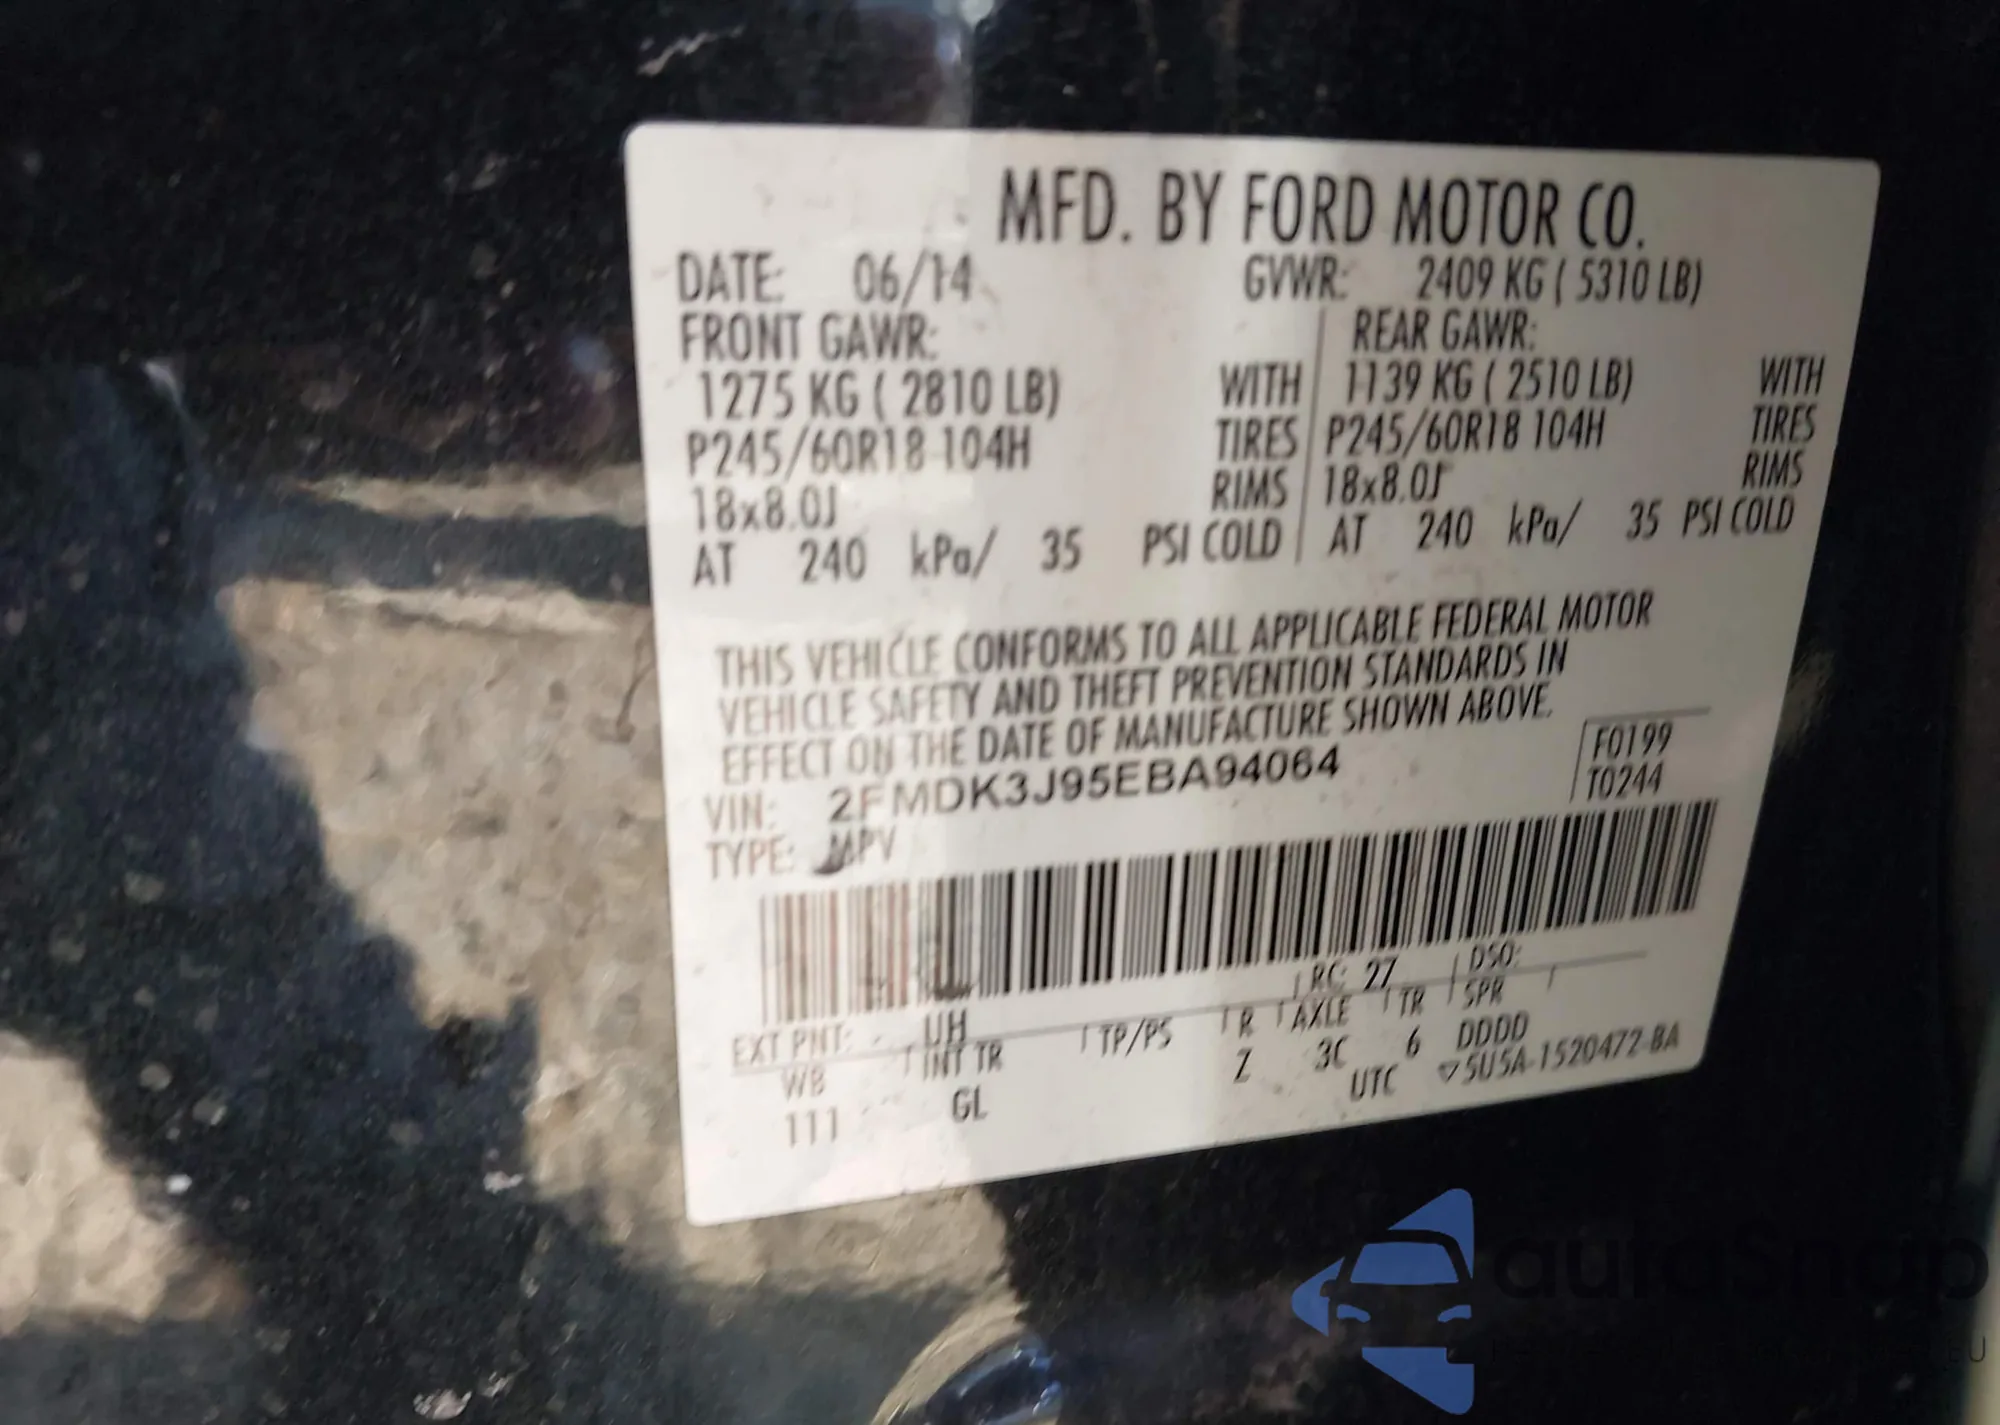 MFD. BY FORD MOTOR CO.
DATE: 06/14 GVWR: 2409 KG ( 5310 LB)
FRONT GAWR: REAR GAWR:
1275 KG ( 2810 LB) WITH 1139 KG ( 2510 LB) WITH
P245/60R18 104H TIRES P245/60R18 104H TIRES
18x8.0J RIMS 18x8.0J RIMS
AT 240 kPa/ 35 PSI COLD AT 240 kPa/ 35 PSI COLD
THIS VEHICLE CONFORMS TO ALL APPLICABLE FEDERAL MOTOR
VEHICLE SAFETY AND THEFT PREVENTION STANDARDS IN
EFFECT ON THE DATE OF MANUFACTURE SHOWN ABOVE.
VIN: 2FMDK3J95EBA94064 F0199
TYPE: MPV T0244
EXT PNT: UH RC: 27 DSO:
WB INT TR TP/PS R AXLE TR SPR
111 GL Z 3C 6 DDDD
UTC ▽5U5A-1520472-BA
auraSnap